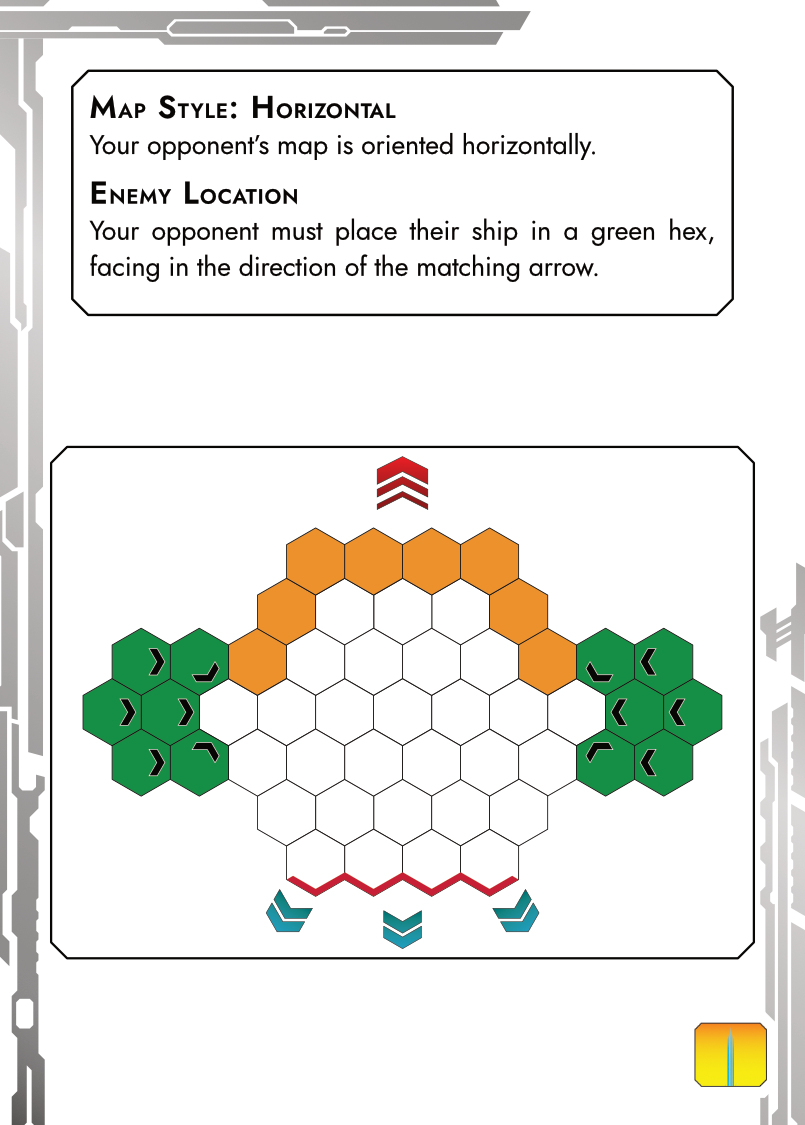 Map Style: Horizontal
Your opponent's map is oriented horizontally.
Enemy Location
Your opponent must place their ship in a green hex,
facing in the direction of the matching arrow.